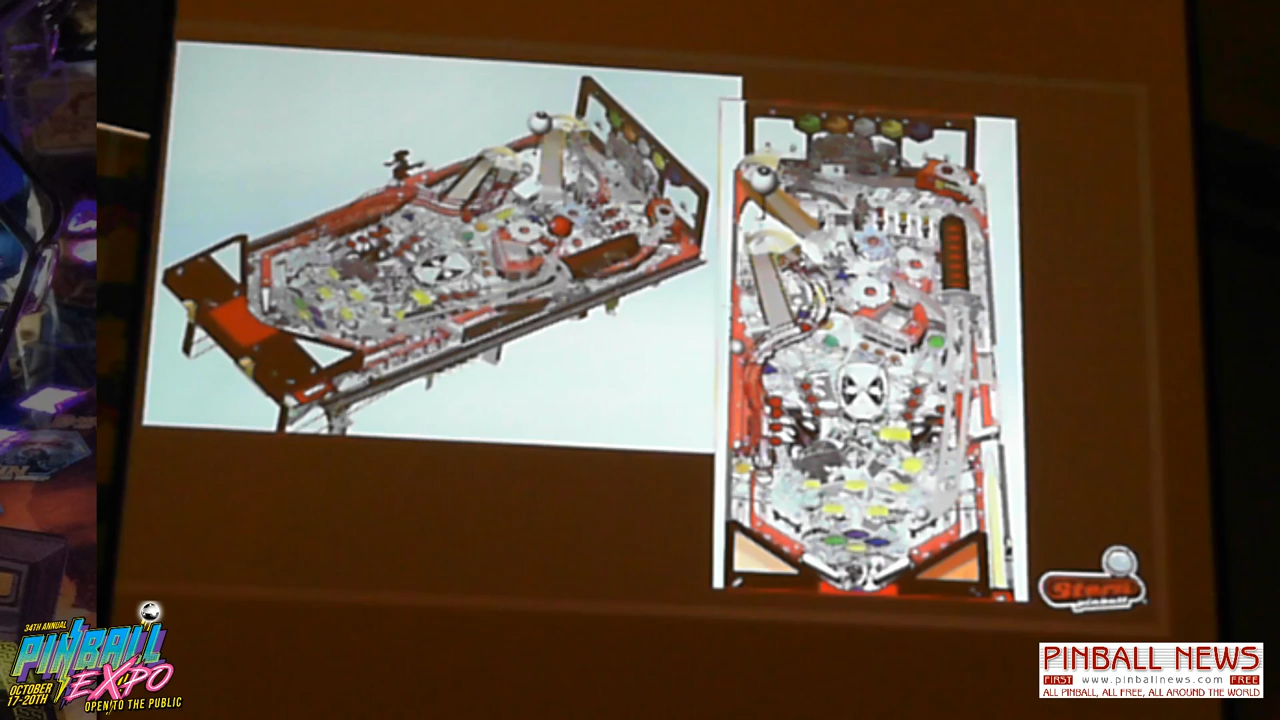 Stern
pinball
34TH ANNUAL
PINBALL
EXPO
OCTOBER
17-20TH
OPEN TO THE PUBLIC
PINBALL NEWS
FIRST www.pinballnews.com FREE
ALL PINBALL, ALL FREE, ALL AROUND THE WORLD